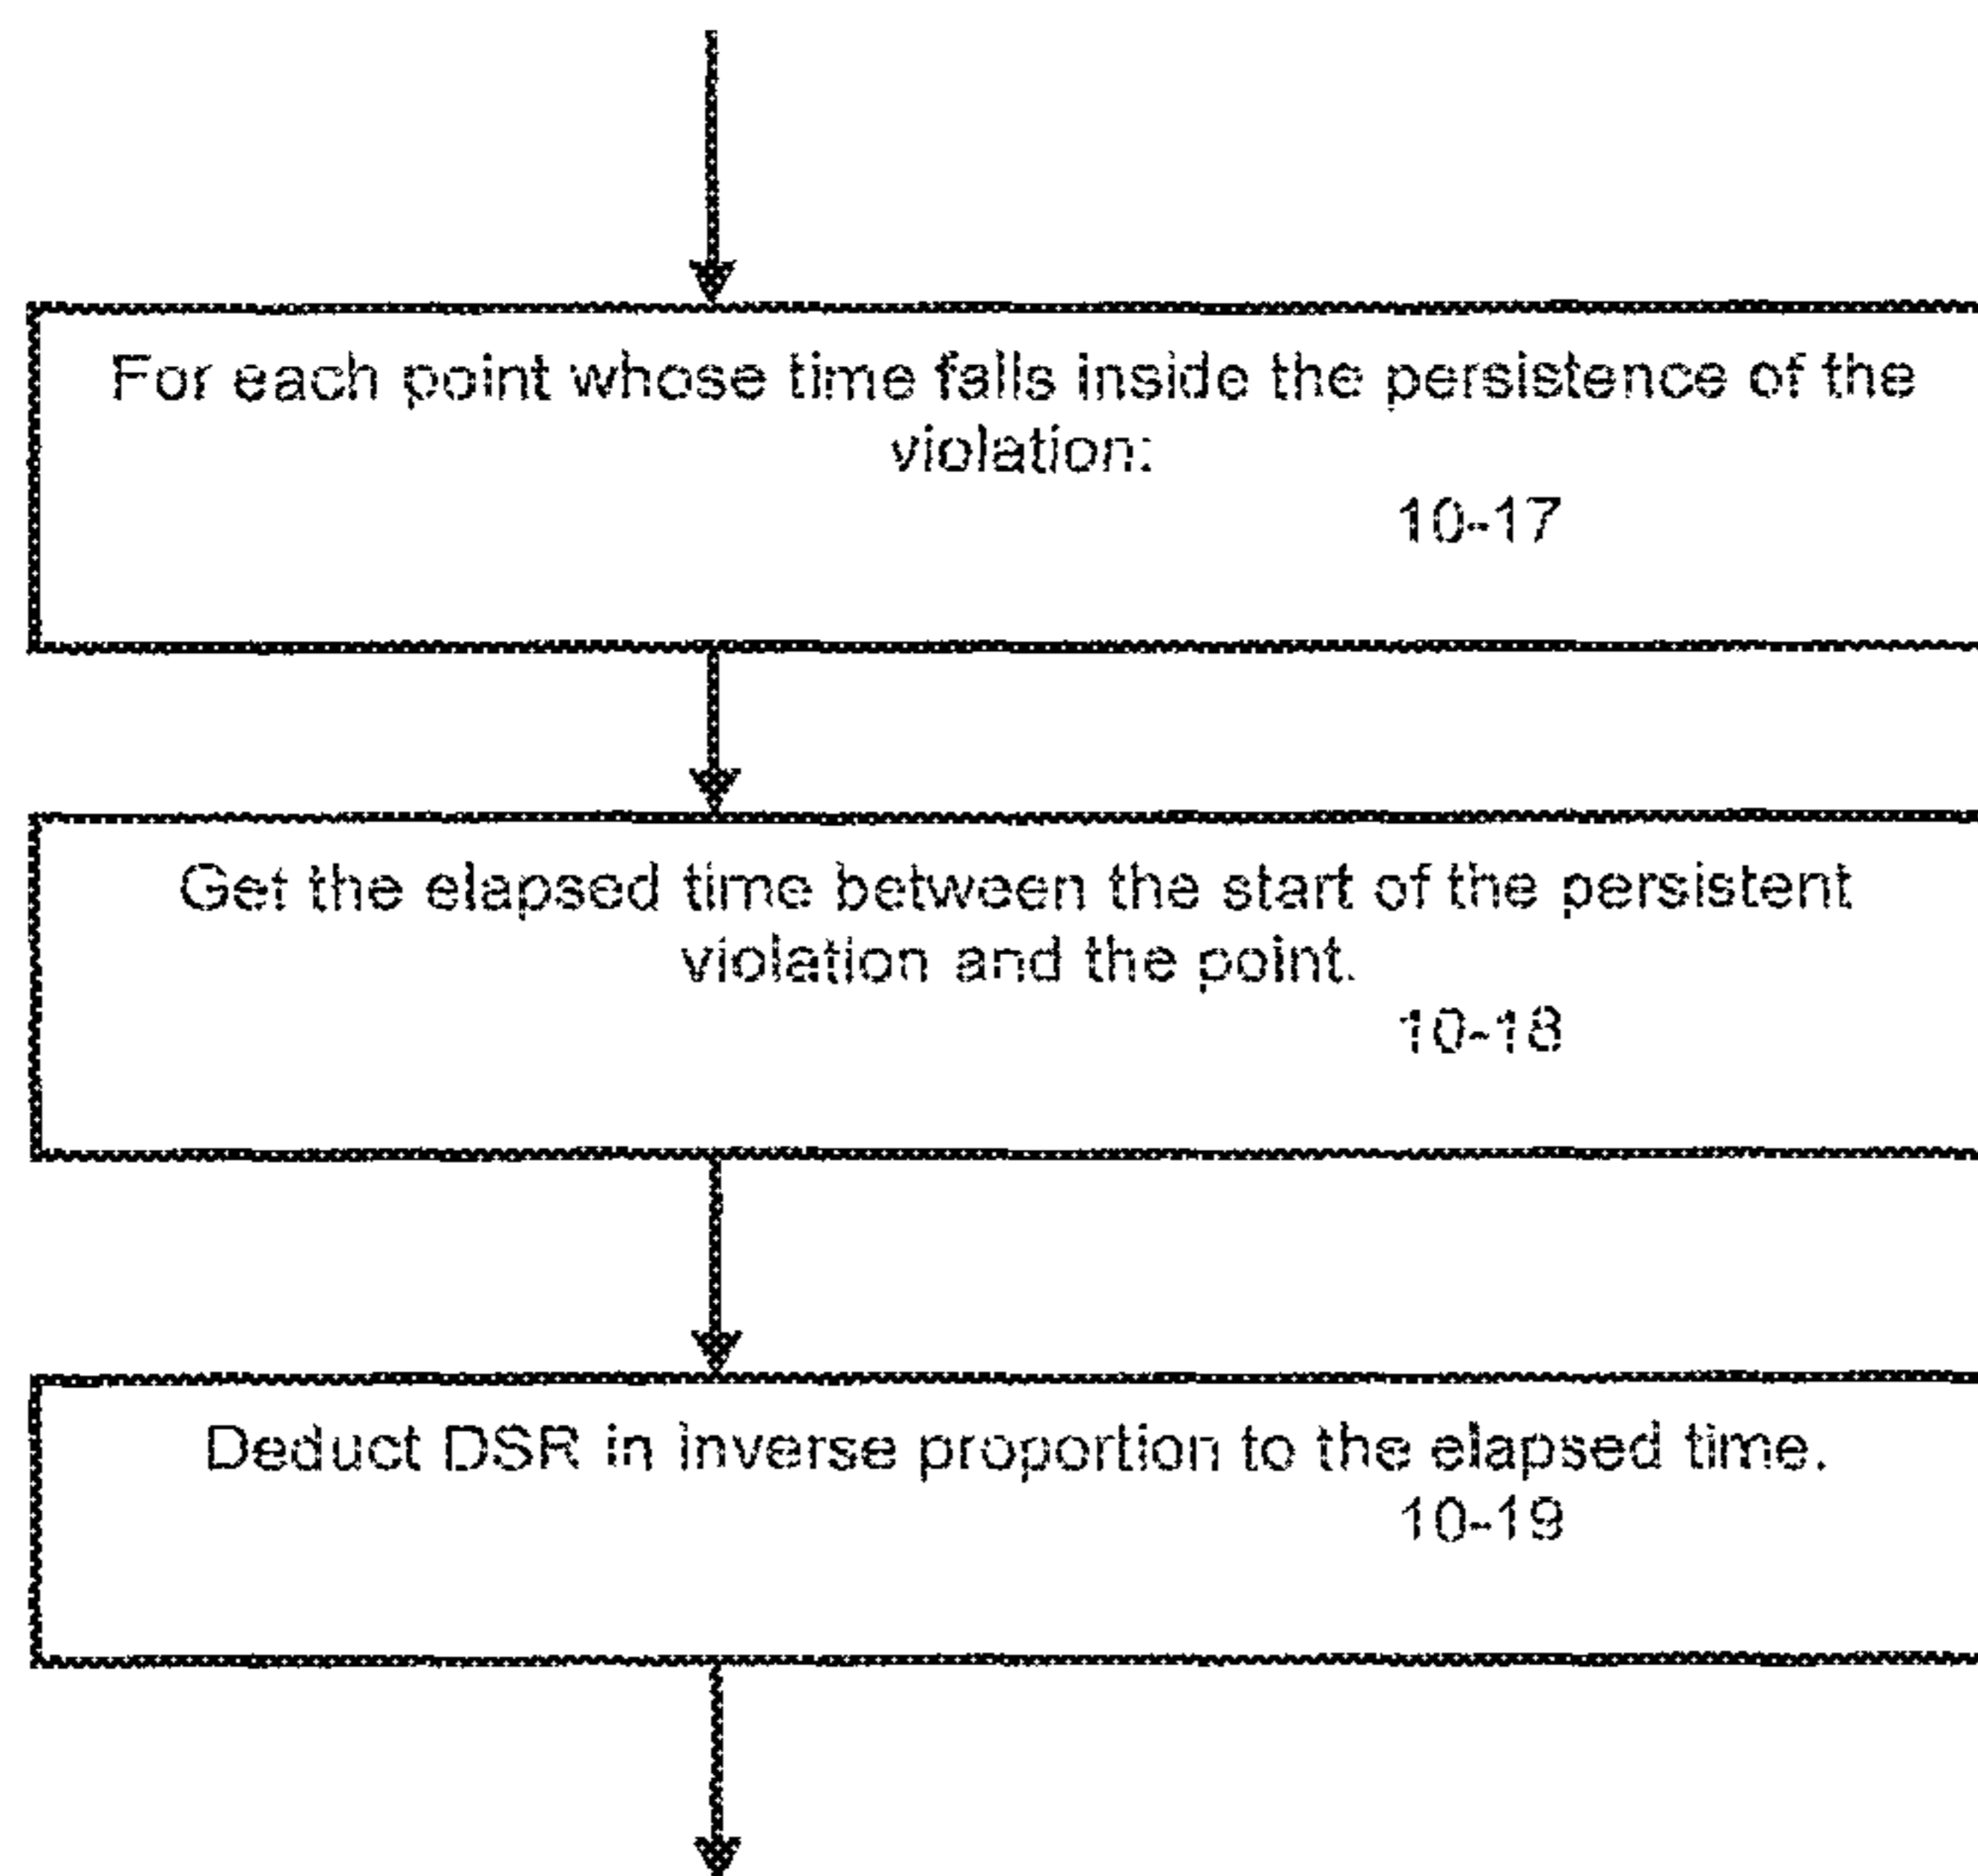 For each point whose time falls inside the persistence of the
violation:
10-17
Get the elapsed time between the start of the persistent
violation and the point.
10-18
Deduct DSR in inverse proportion to the elapsed time.
10-19